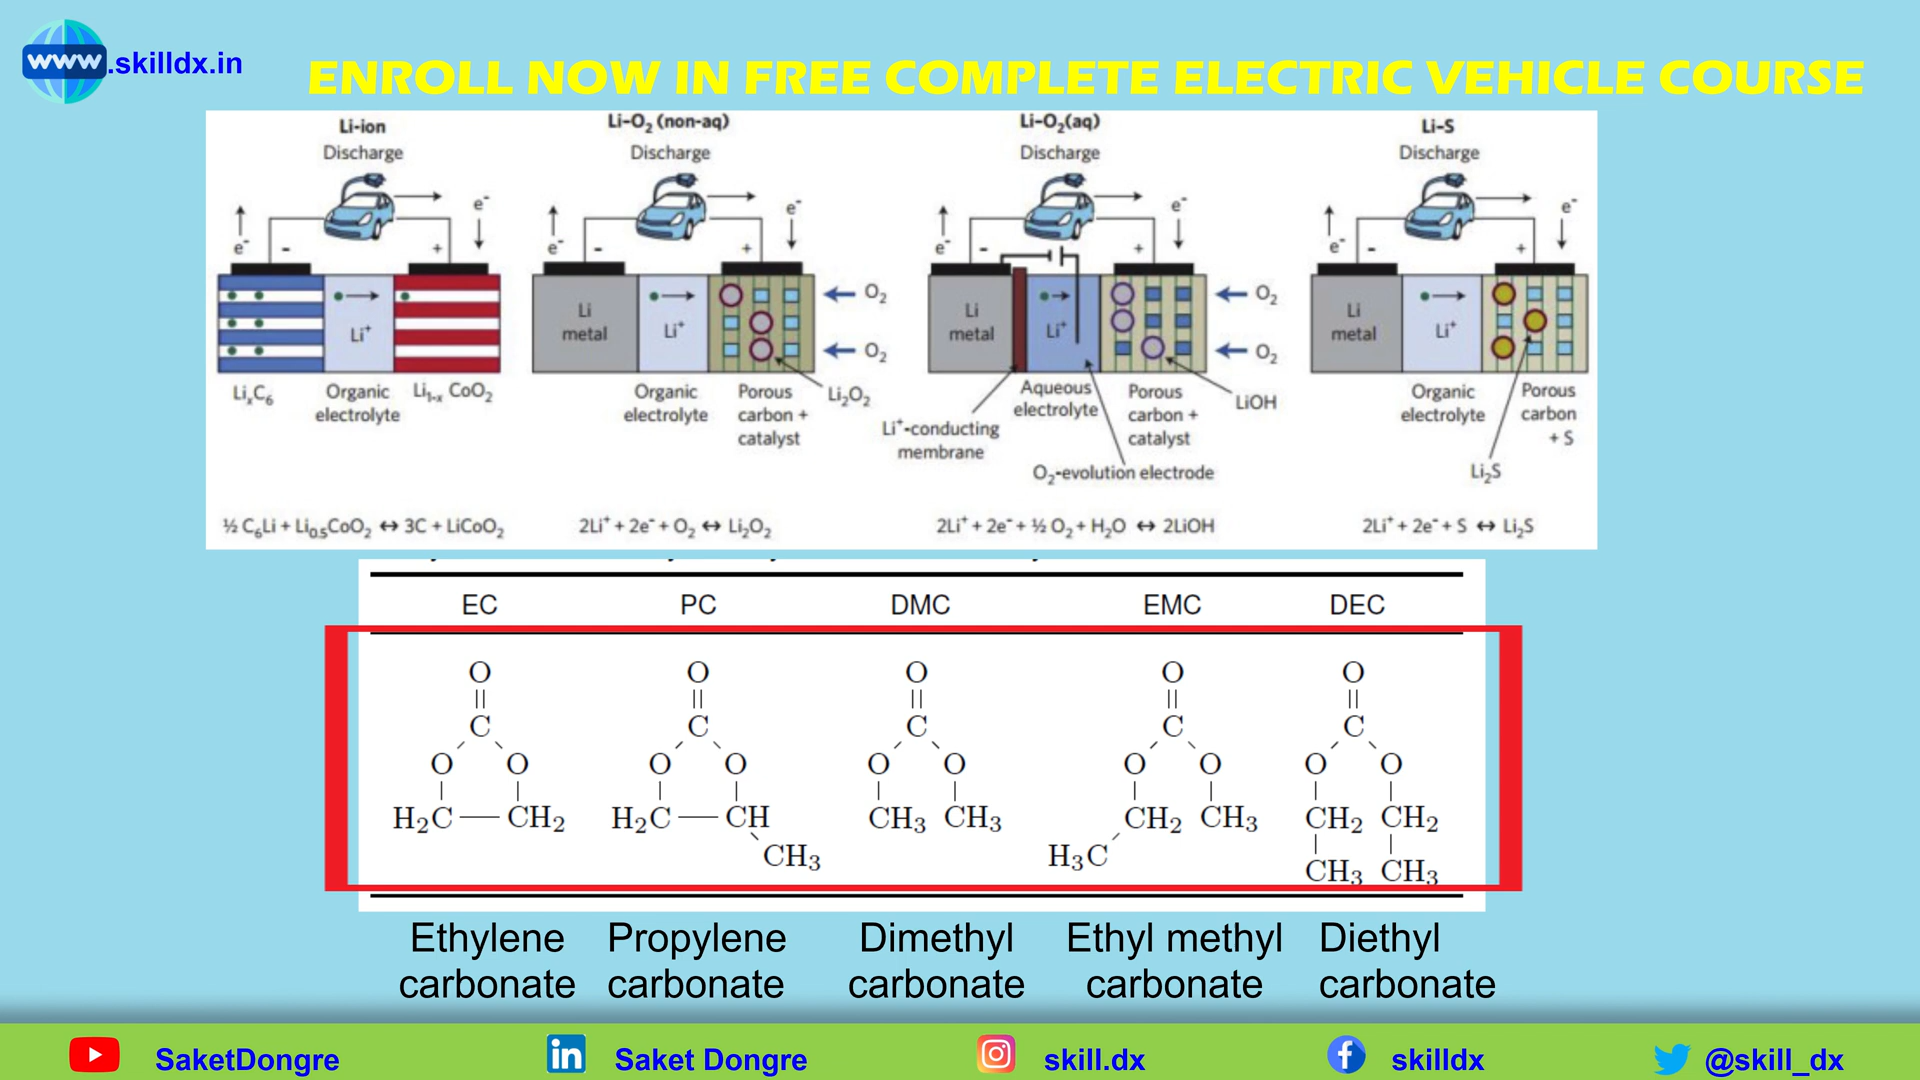 www.skilldx.in
ENROLL NOW IN FREE COMPLETE ELECTRIC VEHICLE COURSE
Li-ion
Discharge
e⁻
e⁻
−
+
Li⁺
LiₓC₆
Organic
electrolyte
Li₁₋ₓ CoO₂
½ C₆Li + Li₀.₅CoO₂ ↔ 3C + LiCoO₂
Li–O₂ (non-aq)
Discharge
e⁻
e⁻
−
+
Li
metal
Li⁺
O₂
O₂
Organic
electrolyte
Porous
carbon +
catalyst
Li₂O₂
2Li⁺ + 2e⁻ + O₂ ↔ Li₂O₂
Li–O₂(aq)
Discharge
e⁻
e⁻
−
+
Li
metal
Li⁺
O₂
O₂
Aqueous
electrolyte
Porous
carbon +
catalyst
LiOH
Li⁺-conducting
membrane
O₂-evolution electrode
2Li⁺ + 2e⁻ + ½ O₂ + H₂O ↔ 2LiOH
Li–S
Discharge
e⁻
e⁻
−
+
Li
metal
Li⁺
Organic
electrolyte
Porous
carbon
+ S
Li₂S
2Li⁺ + 2e⁻ + S ↔ Li₂S
EC PC DMC EMC DEC
O O O O O
C C C C C
O O O O O O O O O O
H₂C CH₂ H₂C CH CH₃ CH₃ CH₂ CH₃ CH₂ CH₂
CH₃ H₃C CH₃ CH₃
Ethylene
carbonate
Propylene
carbonate
Dimethyl
carbonate
Ethyl methyl
carbonate
Diethyl
carbonate
SaketDongre
in Saket Dongre
skill.dx
skilldx
@skill_dx